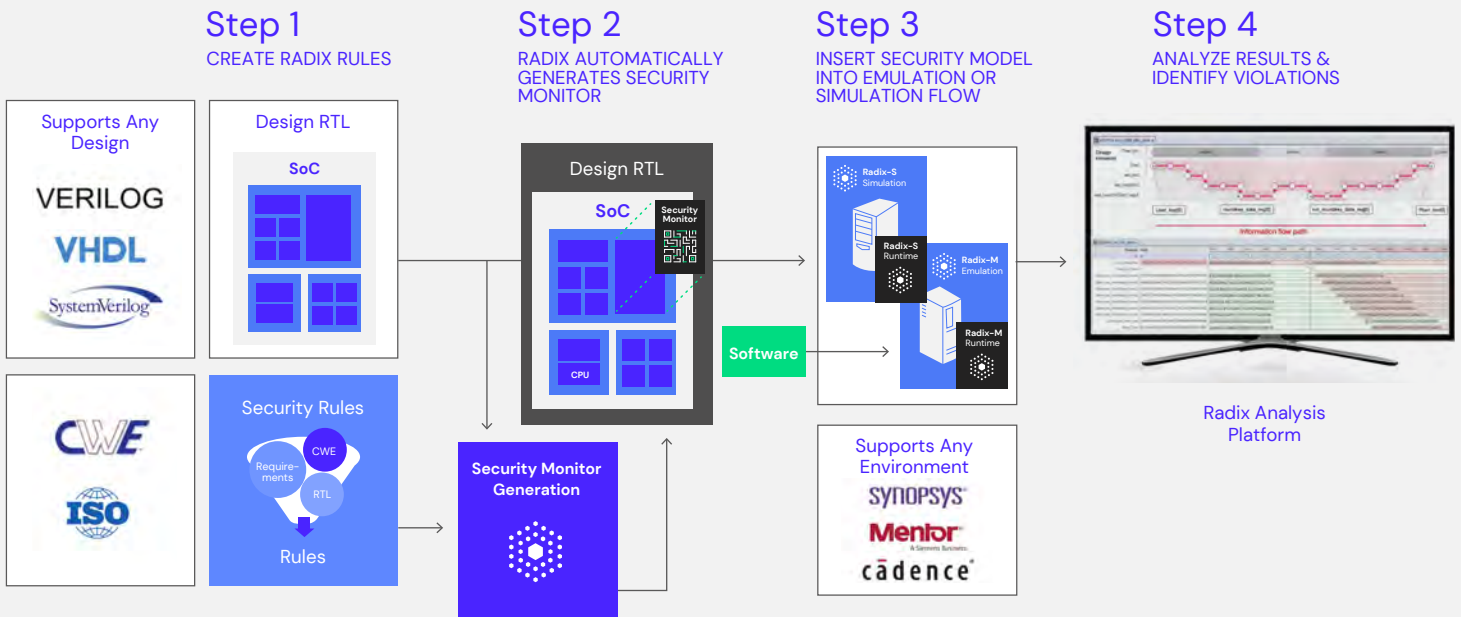 Step 1
CREATE RADIX RULES
Step 2
RADIX AUTOMATICALLY
GENERATES SECURITY
MONITOR
Step 3
INSERT SECURITY MODEL
INTO EMULATION OR
SIMULATION FLOW
Step 4
ANALYZE RESULTS &
IDENTIFY VIOLATIONS
Supports Any
Design
VERILOG
VHDL
SystemVerilog
Design RTL
SoC
CWE
ISO
Security Rules
CWE
Require-
ments
RTL
Rules
Design RTL
SoC
Security
Monitor
CPU
Security Monitor
Generation
Software
Radix-S
Simulation
Radix-S
Runtime
Radix-M
Emulation
Radix-M
Runtime
Supports Any
Environment
SYNOPSYS
Mentor
A Siemens Business
cādence
Information flow path
Radix Analysis
Platform